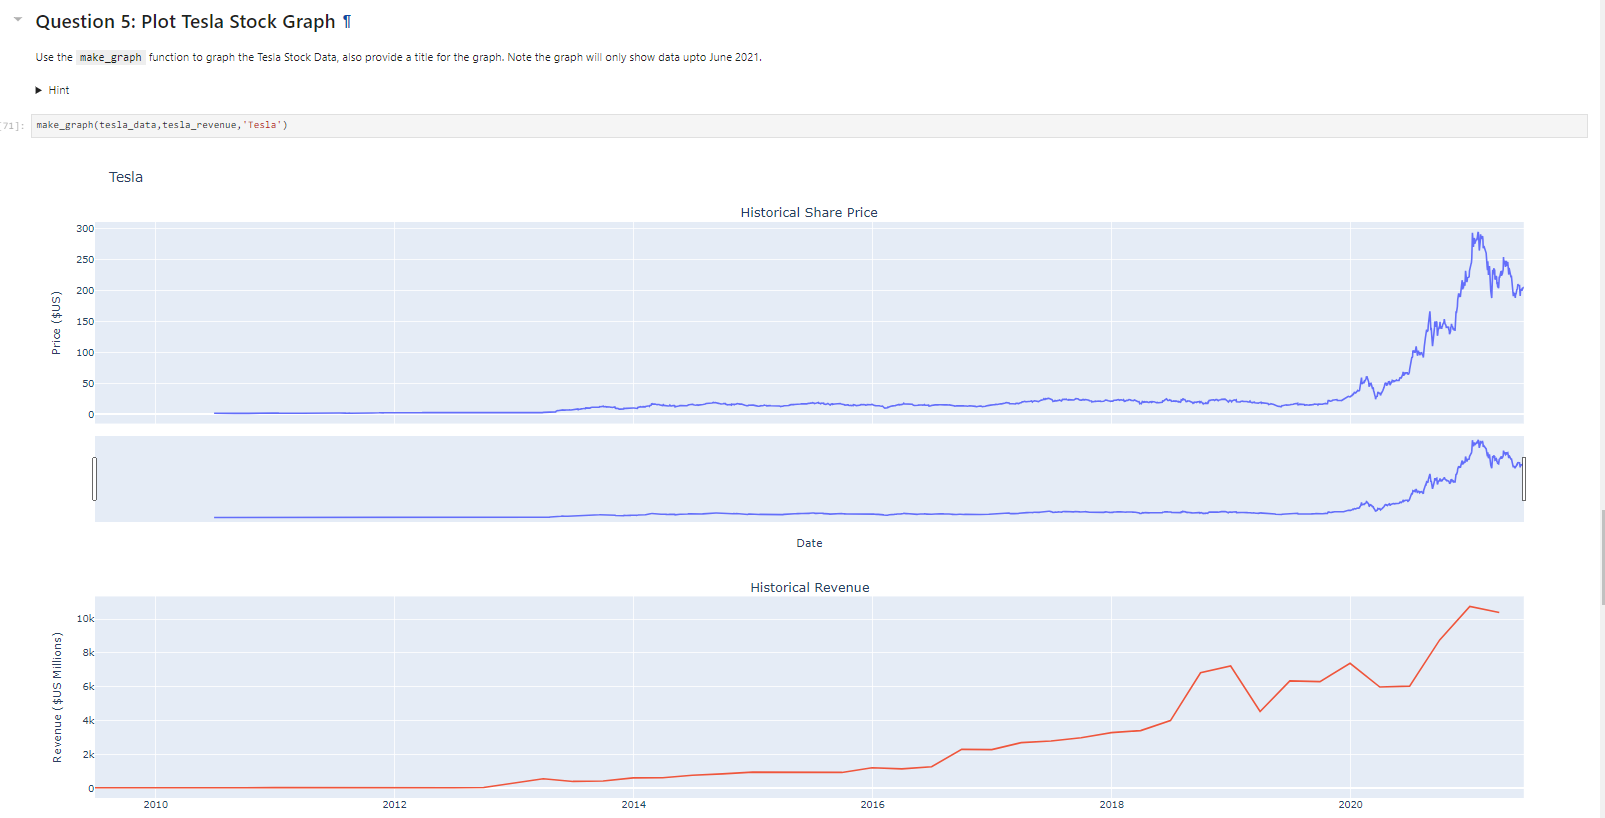 Question 5: Plot Tesla Stock Graph ¶
Use the make_graph function to graph the Tesla Stock Data, also provide a title for the graph. Note the graph will only show data upto June 2021.
Hint
[71]: make_graph(tesla_data,tesla_revenue,'Tesla')
Tesla
Historical Share Price
300
250
200
150
100
50
0
Price ($US)
Date
Historical Revenue
10k
8k
6k
4k
2k
0
Revenue ($US Millions)
2010 2012 2014 2016 2018 2020